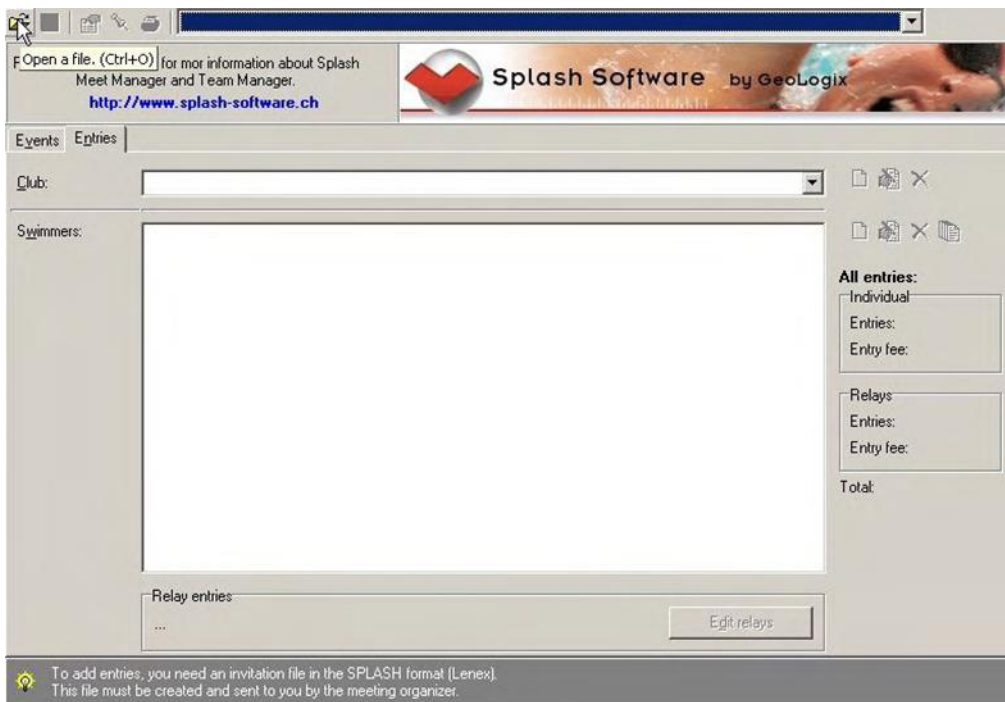 Open a file. (Ctrl+O)
for mor information about Splash
Meet Manager and Team Manager.
http://www.splash-software.ch
Splash Software by GeoLogix
Events Entries
Club:
Swimmers:
All entries:
Individual
Entries:
Entry fee:
Relays
Entries:
Entry fee:
Total:
Relay entries
...
Edit relays
To add entries, you need an invitation file in the SPLASH format (Lenex).
This file must be created and sent to you by the meeting organizer.